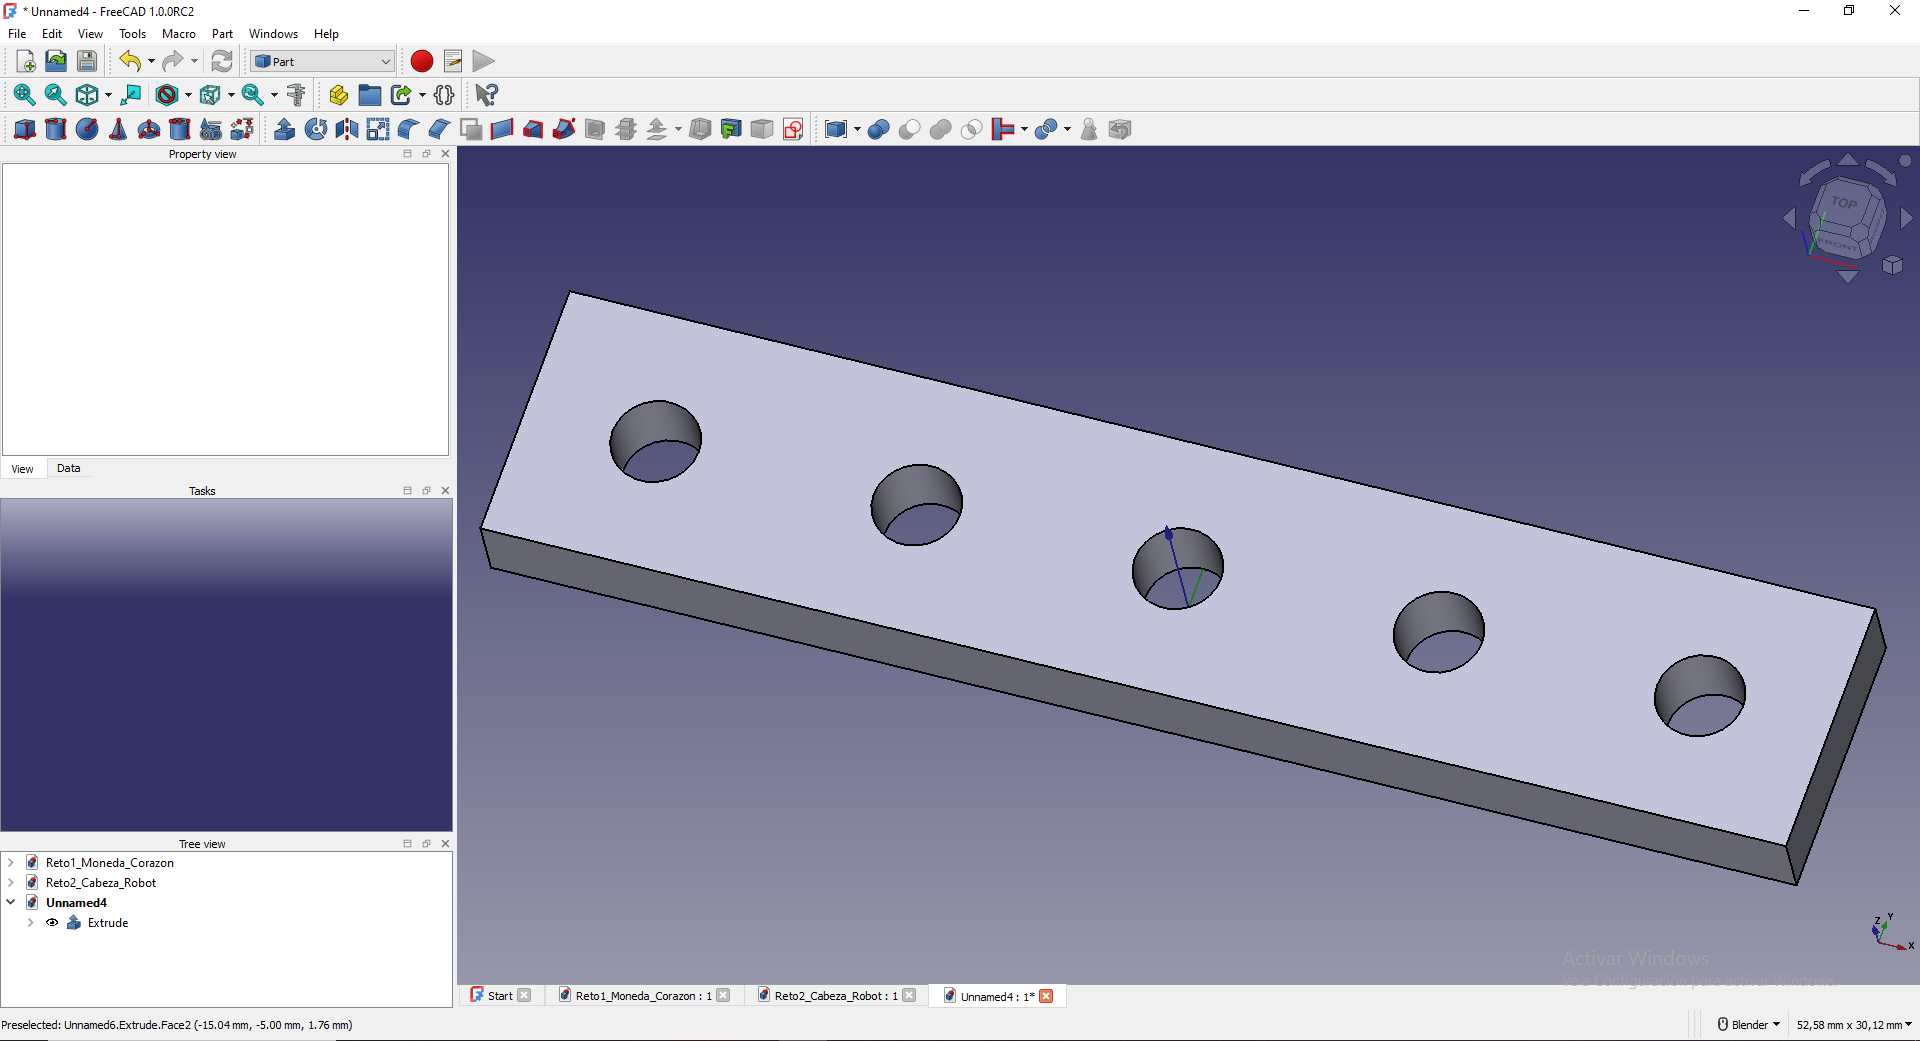 * Unnamed4 - FreeCAD 1.0.0RC2
File Edit View Tools Macro Part Windows Help
Part
Property view
View Data
Tasks
Tree view
Reto1_Moneda_Corazon
Reto2_Cabeza_Robot
Unnamed4
Extrude
TOP
FRONT
Z Y
X
Activar Windows
Ve a Configuración para activar Windows.
Start Reto1_Moneda_Corazon : 1 Reto2_Cabeza_Robot : 1 Unnamed4 : 1*
Preselected: Unnamed6.Extrude.Face2 (-15.04 mm, -5.00 mm, 1.76 mm)
Blender 52,58 mm x 30,12 mm